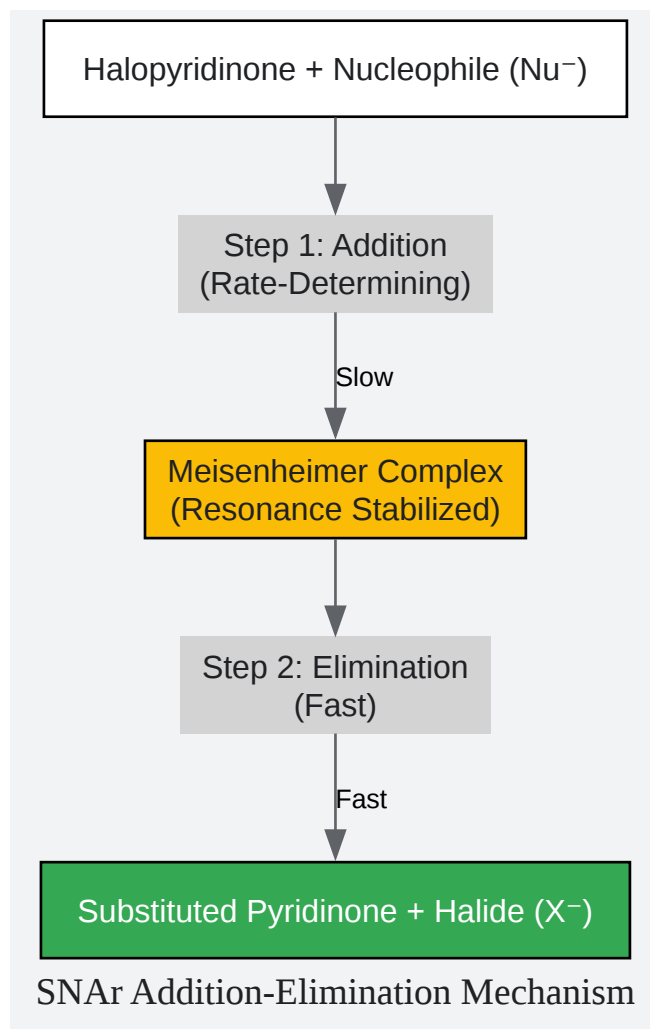 Halopyridinone + Nucleophile (Nu⁻)
Step 1: Addition
(Rate-Determining)
Slow
Meisenheimer Complex
(Resonance Stabilized)
Step 2: Elimination
(Fast)
Fast
Substituted Pyridinone + Halide (X⁻)
SNAr Addition-Elimination Mechanism